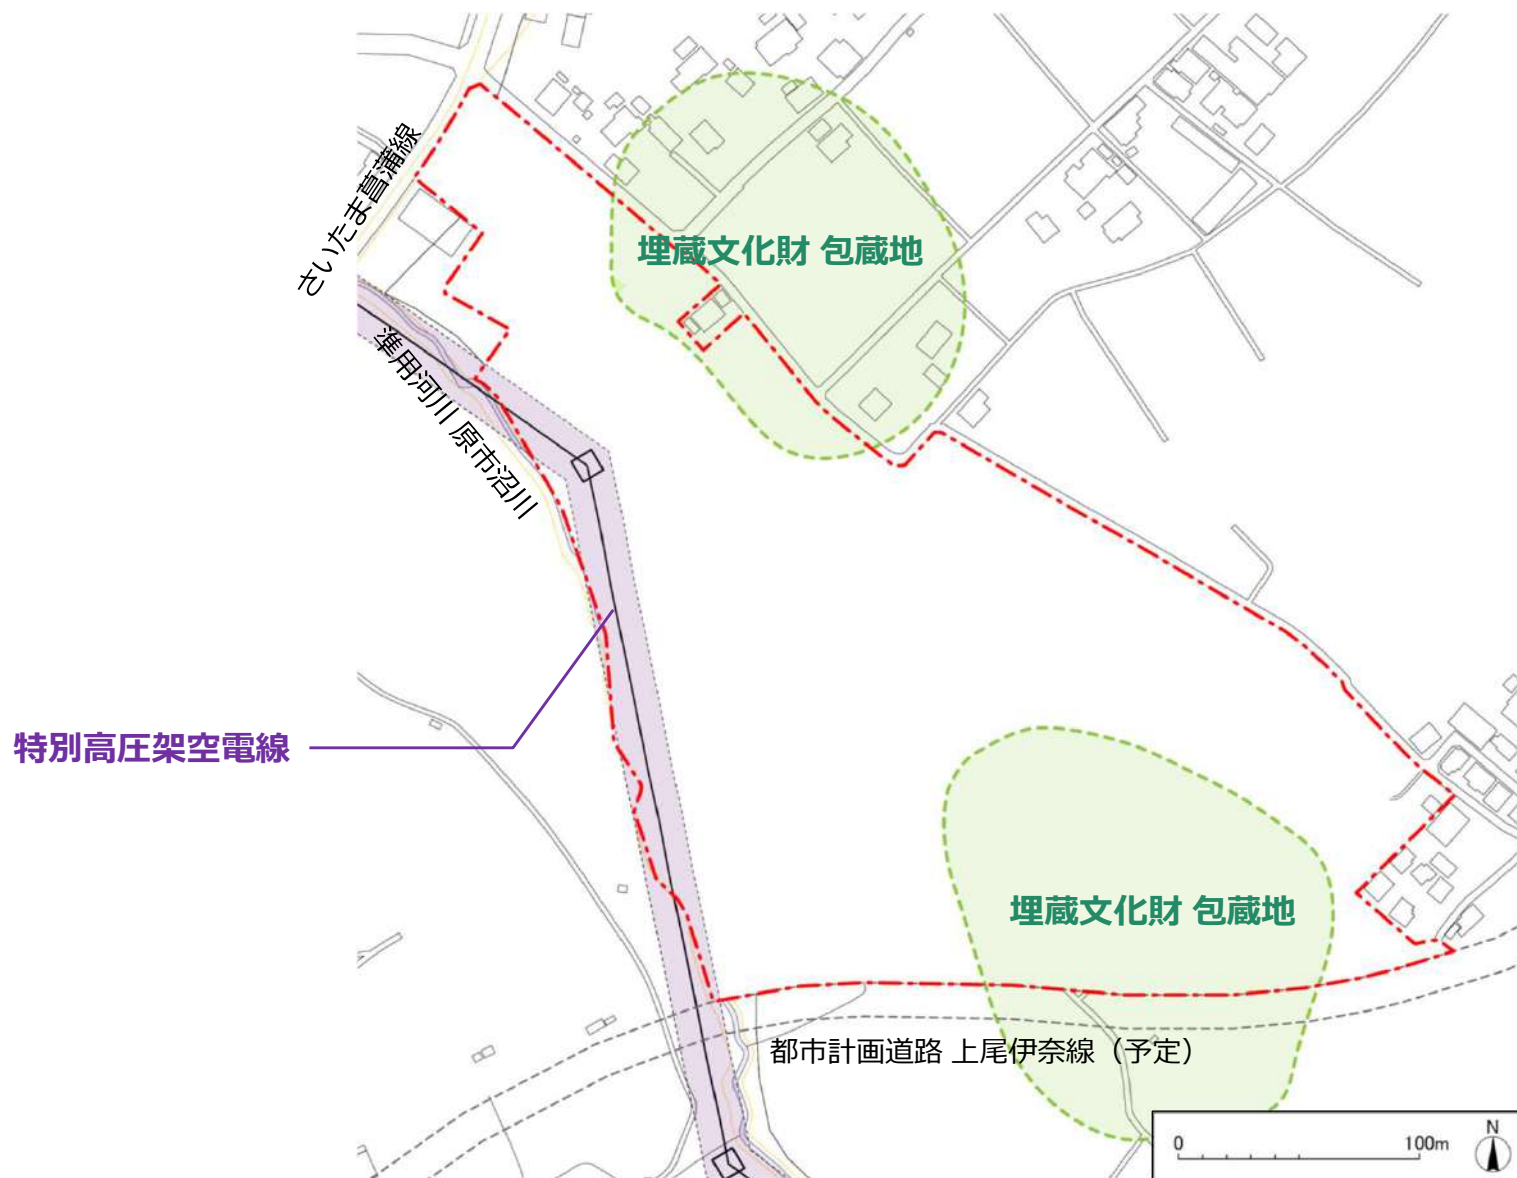 さいたま菖蒲線
埋蔵文化財 包蔵地
準用河川 原市沼川
特別高圧架空電線
埋蔵文化財 包蔵地
都市計画道路 上尾伊奈線（予定）
0 100m
N